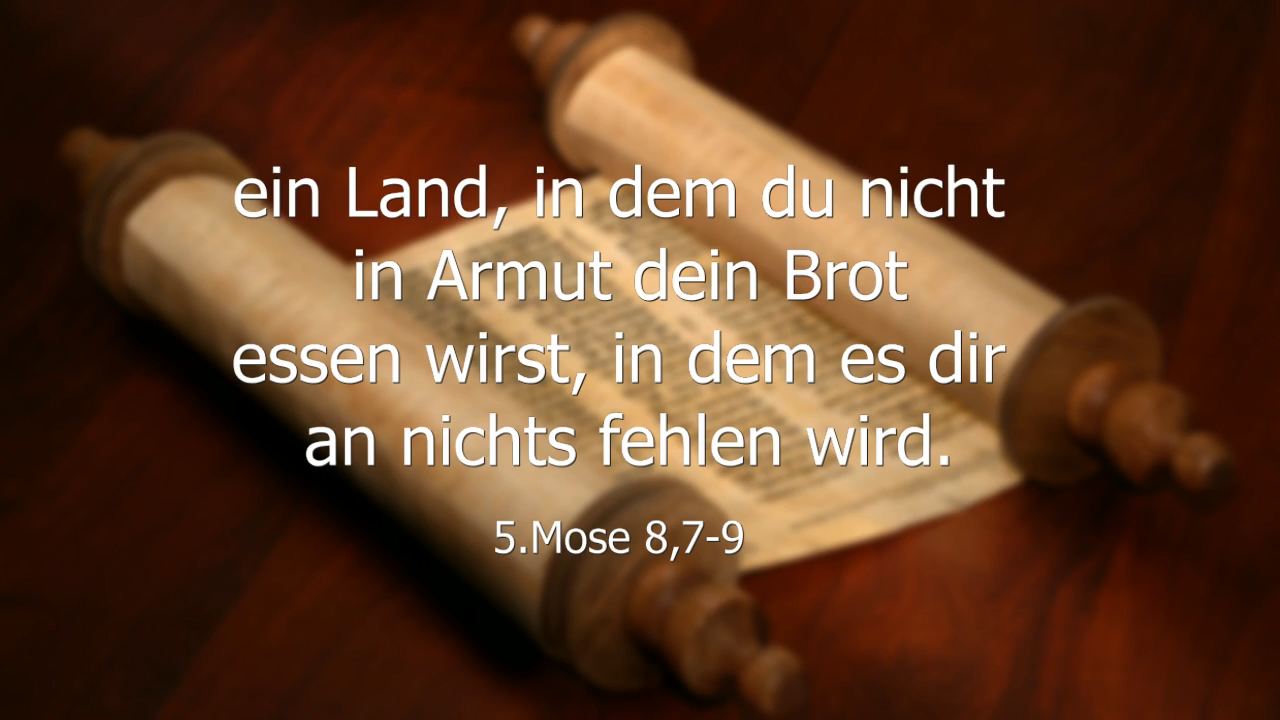 ein Land, in dem du nicht
in Armut dein Brot
essen wirst, in dem es dir
an nichts fehlen wird.
5.Mose 8,7-9